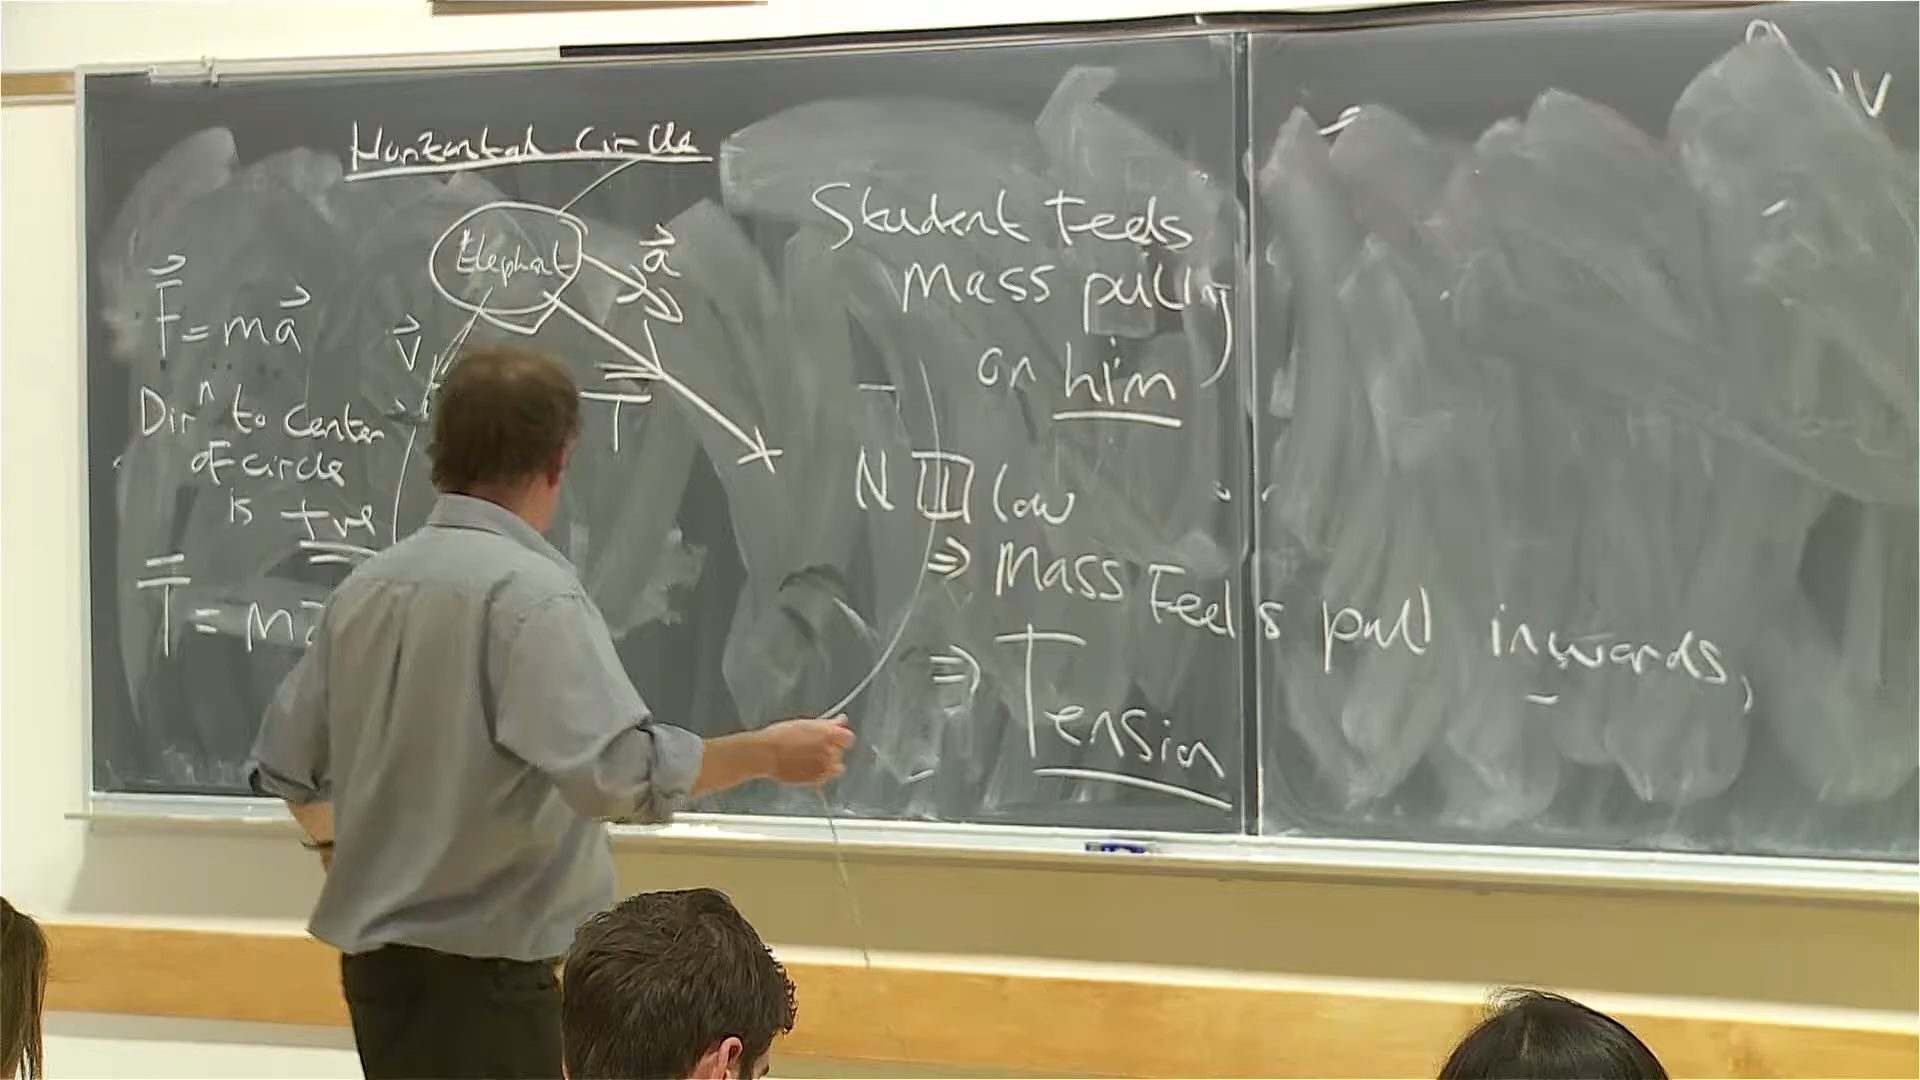 Horizontal Circle
Elephant
a
v
F = ma
Dirⁿ to center
of circle
is +ve
T = m
T
Student feels
mass pulling
on him
N III law
⇒ Mass feels pull inwards,
⇒ Tension
V